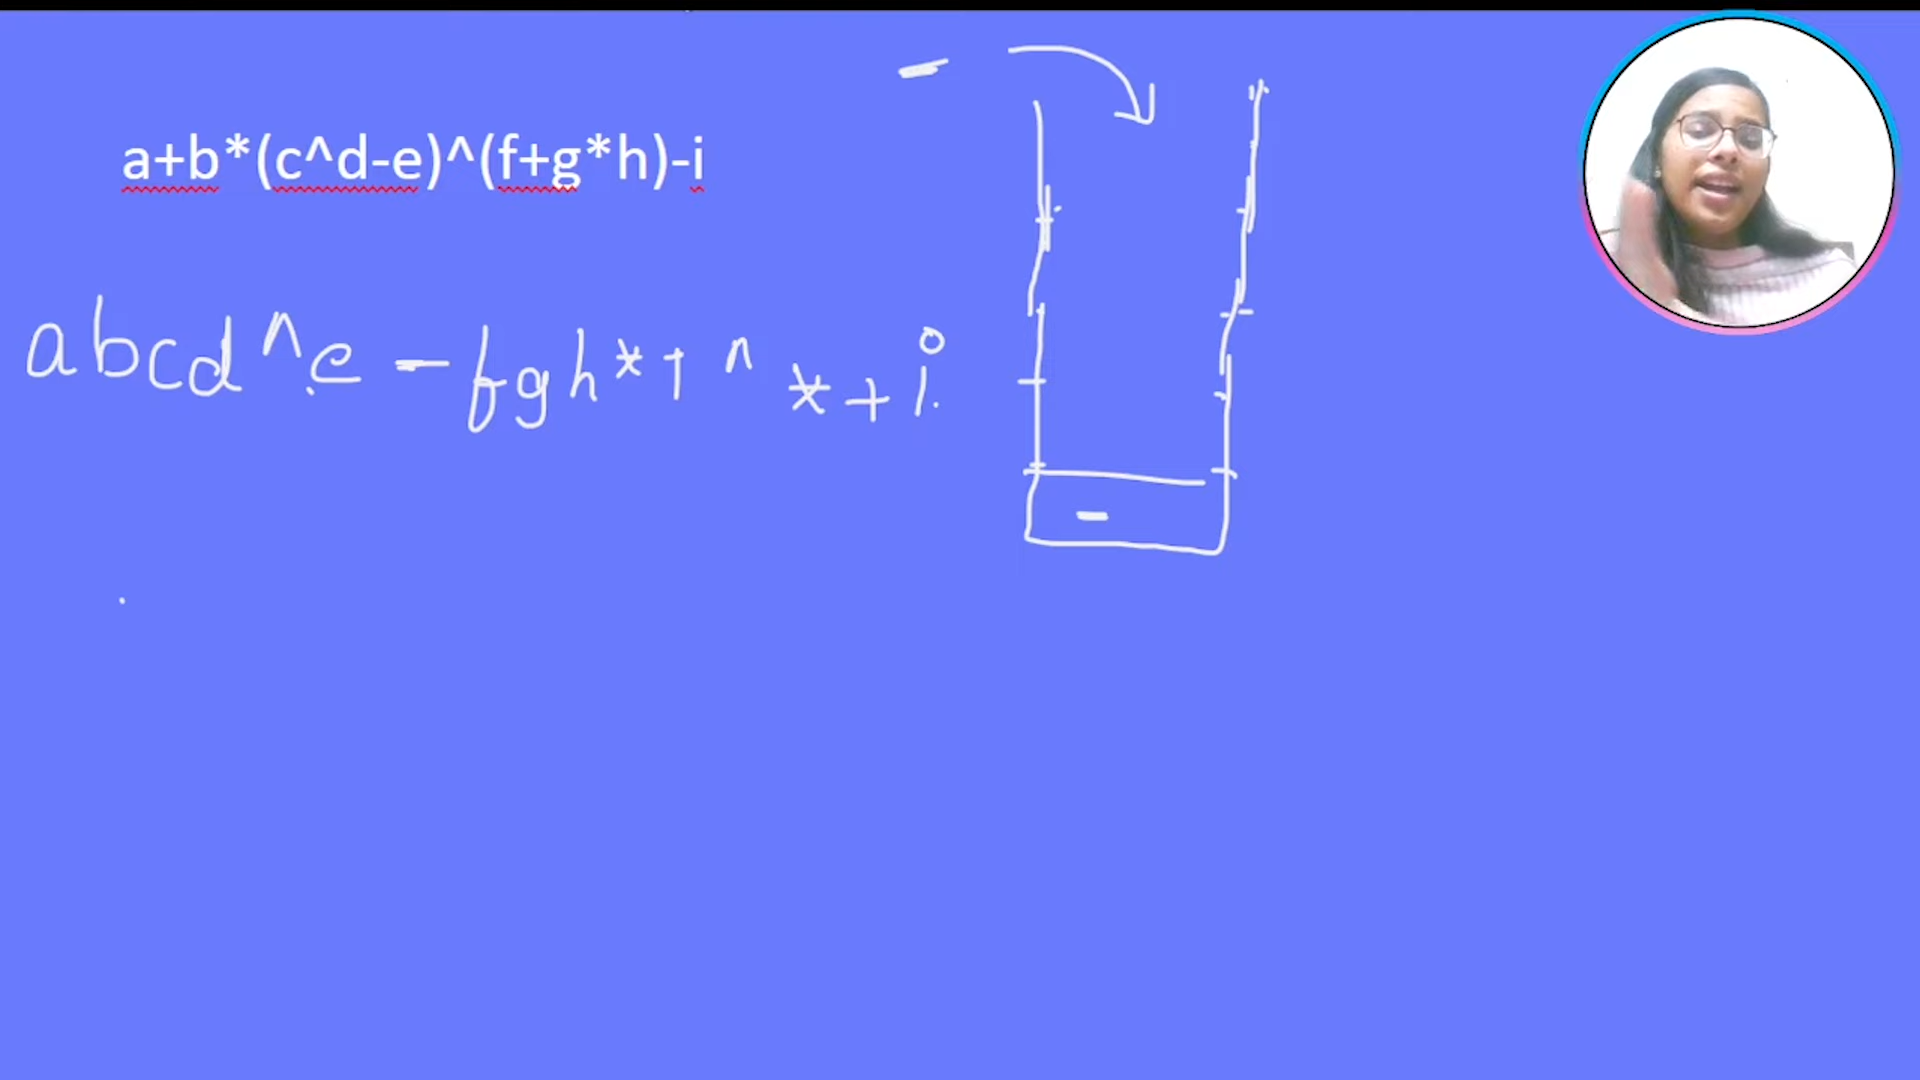 -
a+b*(c^d-e)^(f+g*h)-i
abcd^e-fgh*+^*+i
-